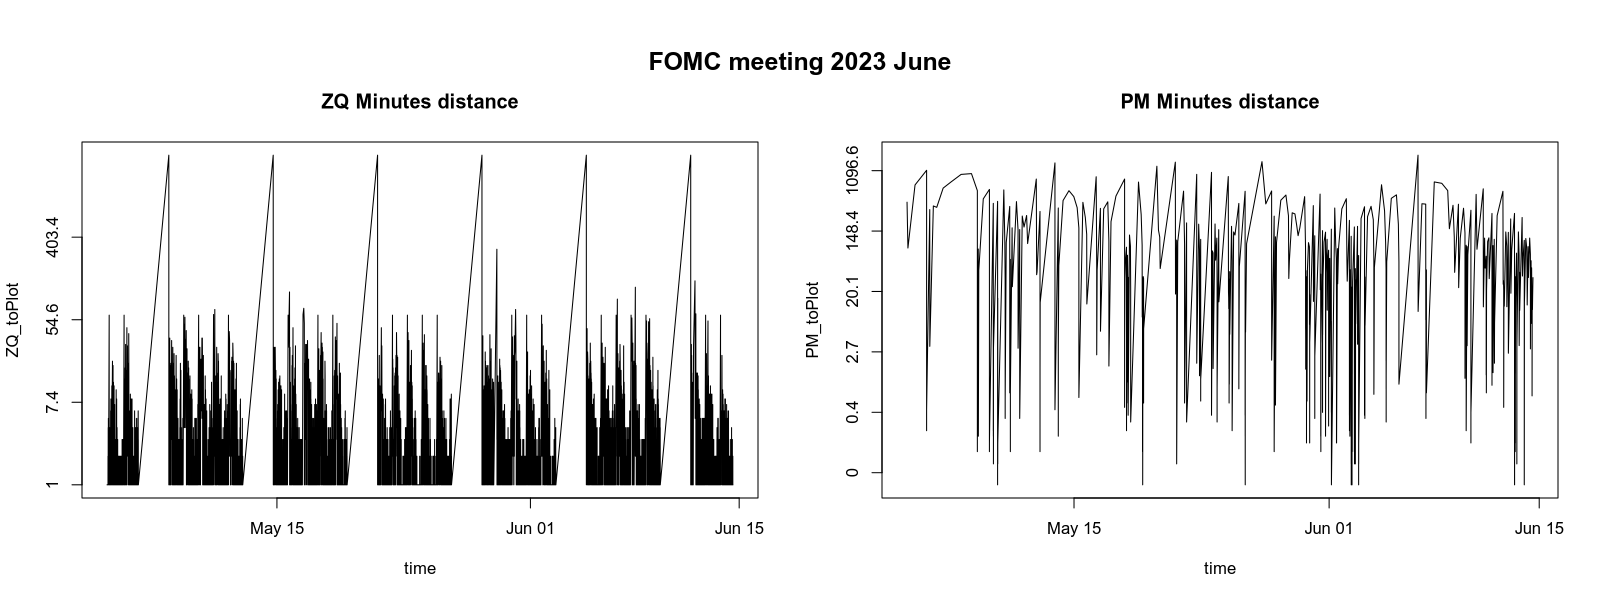 FOMC meeting 2023 June
ZQ Minutes distance
ZQ_toPlot
403.4
54.6
7.4
1
May 15
Jun 01
Jun 15
time
PM Minutes distance
PM_toPlot
1096.6
148.4
20.1
2.7
0.4
0
May 15
Jun 01
Jun 15
time